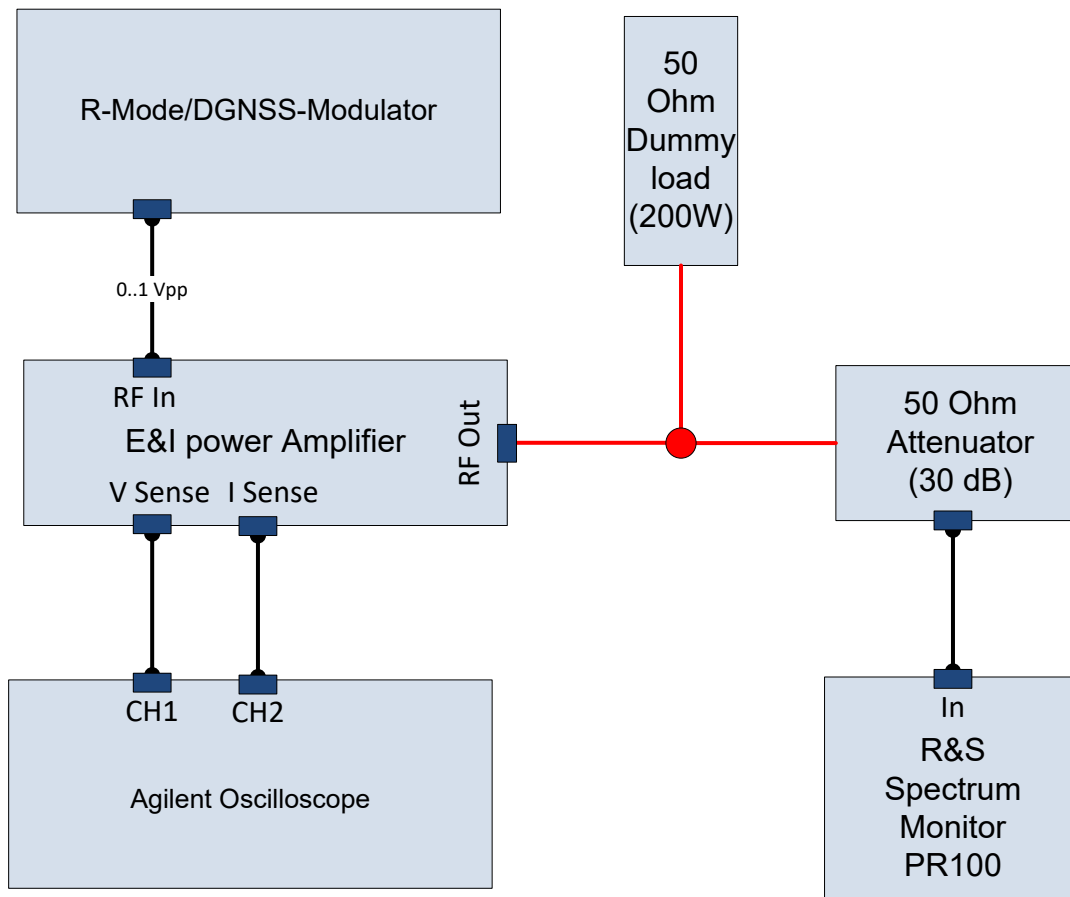 R-Mode/DGNSS-Modulator
50
Ohm
Dummy
load
(200W)
0..1 Vpp
RF In
E&I power Amplifier
RF Out
V Sense
I Sense
50 Ohm
Attenuator
(30 dB)
CH1
CH2
Agilent Oscilloscope
In
R&S
Spectrum
Monitor
PR100